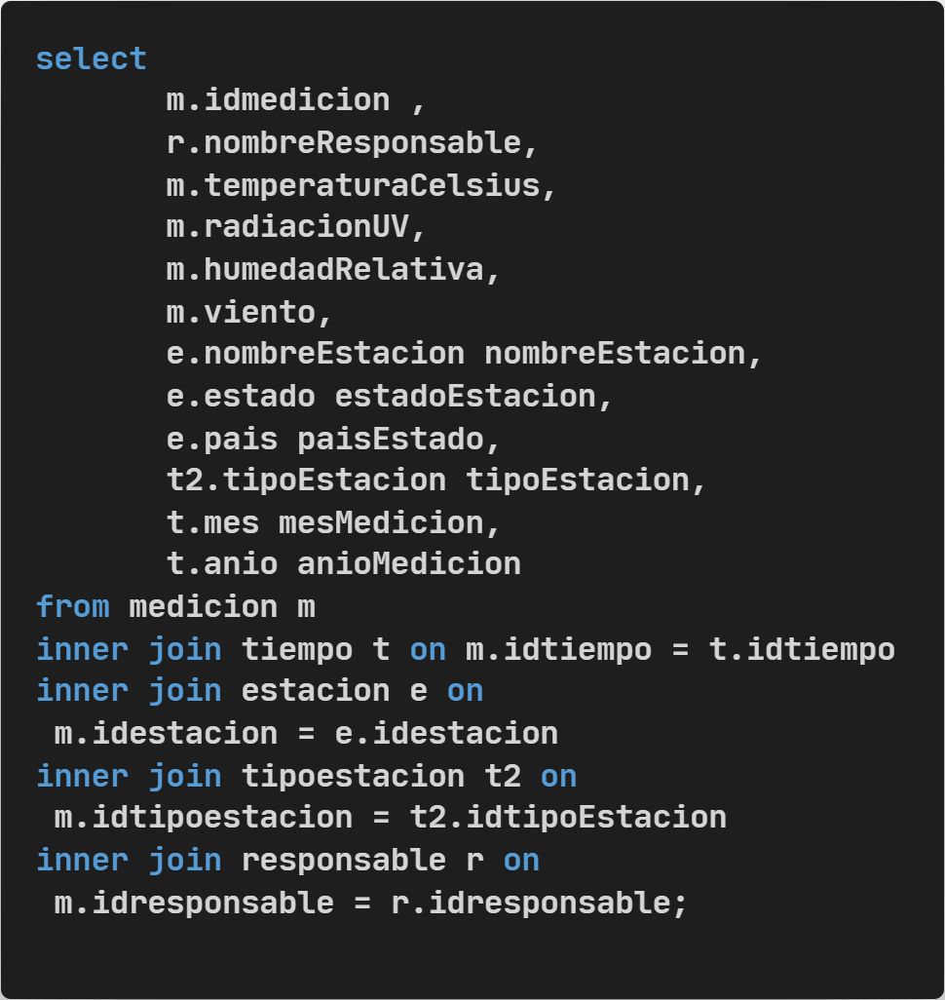 select
m.idmedicion ,
r.nombreResponsable,
m.temperaturaCelsius,
m.radiacionUV,
m.humedadRelativa,
m.viento,
e.nombreEstacion nombreEstacion,
e.estado estadoEstacion,
e.pais paisEstado,
t2.tipoEstacion tipoEstacion,
t.mes mesMedicion,
t.anio anioMedicion
from medicion m
inner join tiempo t on m.idtiempo = t.idtiempo
inner join estacion e on
m.idestacion = e.idestacion
inner join tipoestacion t2 on
m.idtipoestacion = t2.idtipoEstacion
inner join responsable r on
m.idresponsable = r.idresponsable;